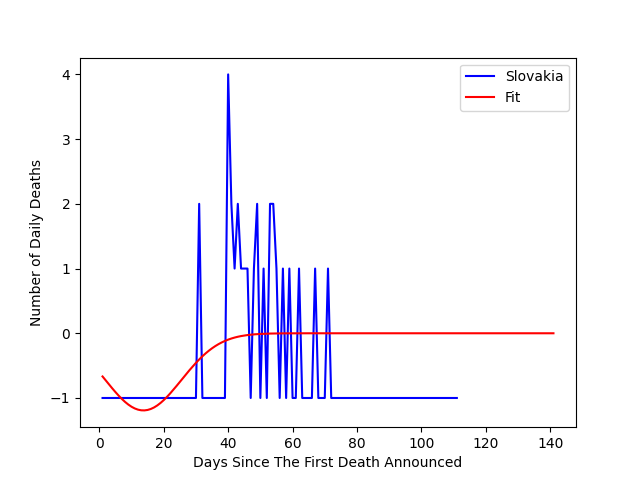 Slovakia
Fit
4
3
2
1
0
−1
Number of Daily Deaths
0 20 40 60 80 100 120 140
Days Since The First Death Announced